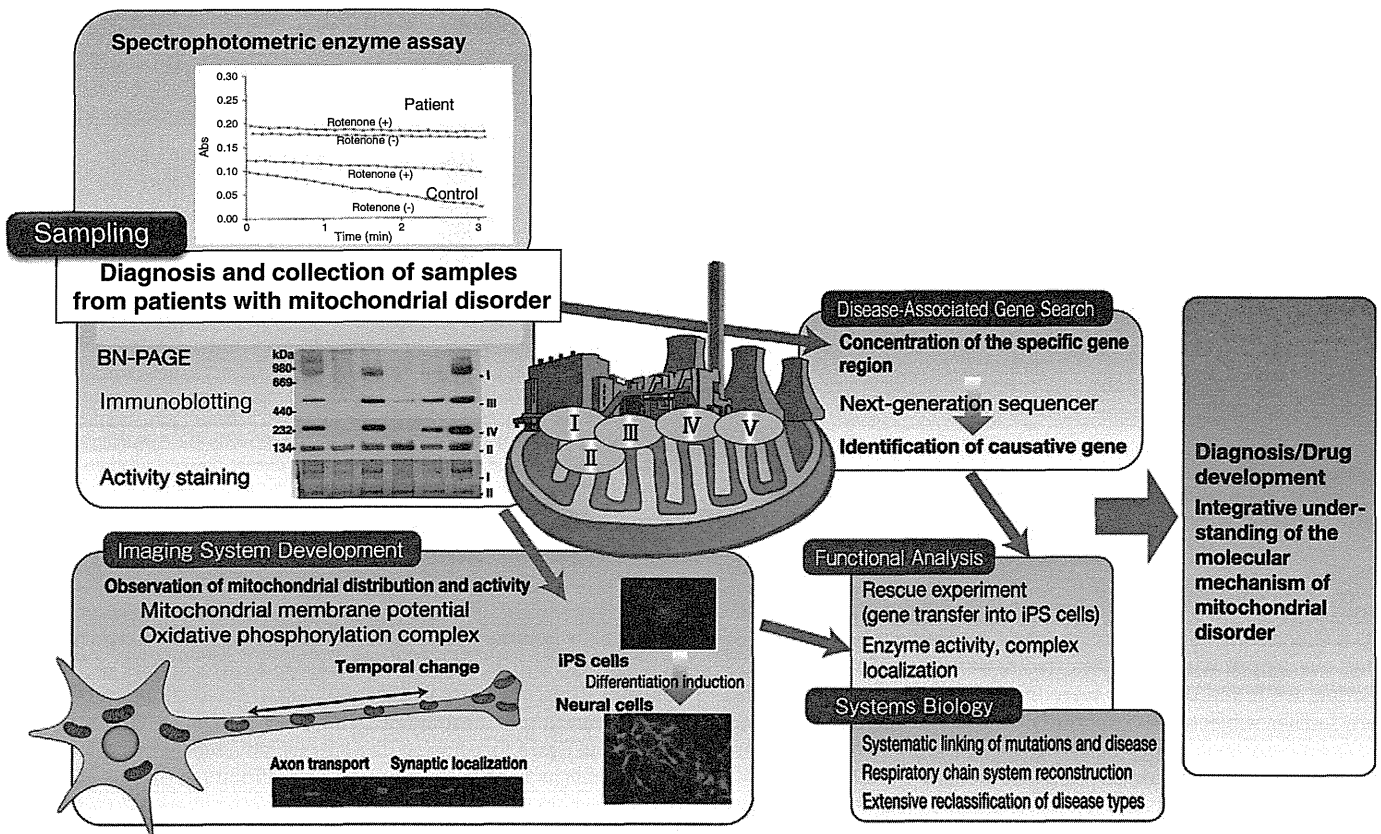 Spectrophotometric enzyme assay
0.30
0.25
0.20
0.15
0.10
0.05
0.00
Abs
Patient
Rotenone (+)
Rotenone (-)
Rotenone (+)
Control
Rotenone (-)
0
1
2
3
Time (min)
Sampling
Diagnosis and collection of samples
from patients with mitochondrial disorder
BN-PAGE
Immunoblotting
Activity staining
kDa
980-
669-
440-
232-
134-
- I
- III
- IV
- II
- I
- II
I
II
III
IV
V
Disease-Associated Gene Search
Concentration of the specific gene
region
Next-generation sequencer
Identification of causative gene
Imaging System Development
Observation of mitochondrial distribution and activity
Mitochondrial membrane potential
Oxidative phosphorylation complex
Temporal change
Axon transport
Synaptic localization
iPS cells
Differentiation induction
Neural cells
Functional Analysis
Rescue experiment
(gene transfer into iPS cells)
Enzyme activity, complex
localization
Systems Biology
Systematic linking of mutations and disease
Respiratory chain system reconstruction
Extensive reclassification of disease types
Diagnosis/Drug
development
Integrative under-
standing of the
molecular
mechanism of
mitochondrial
disorder